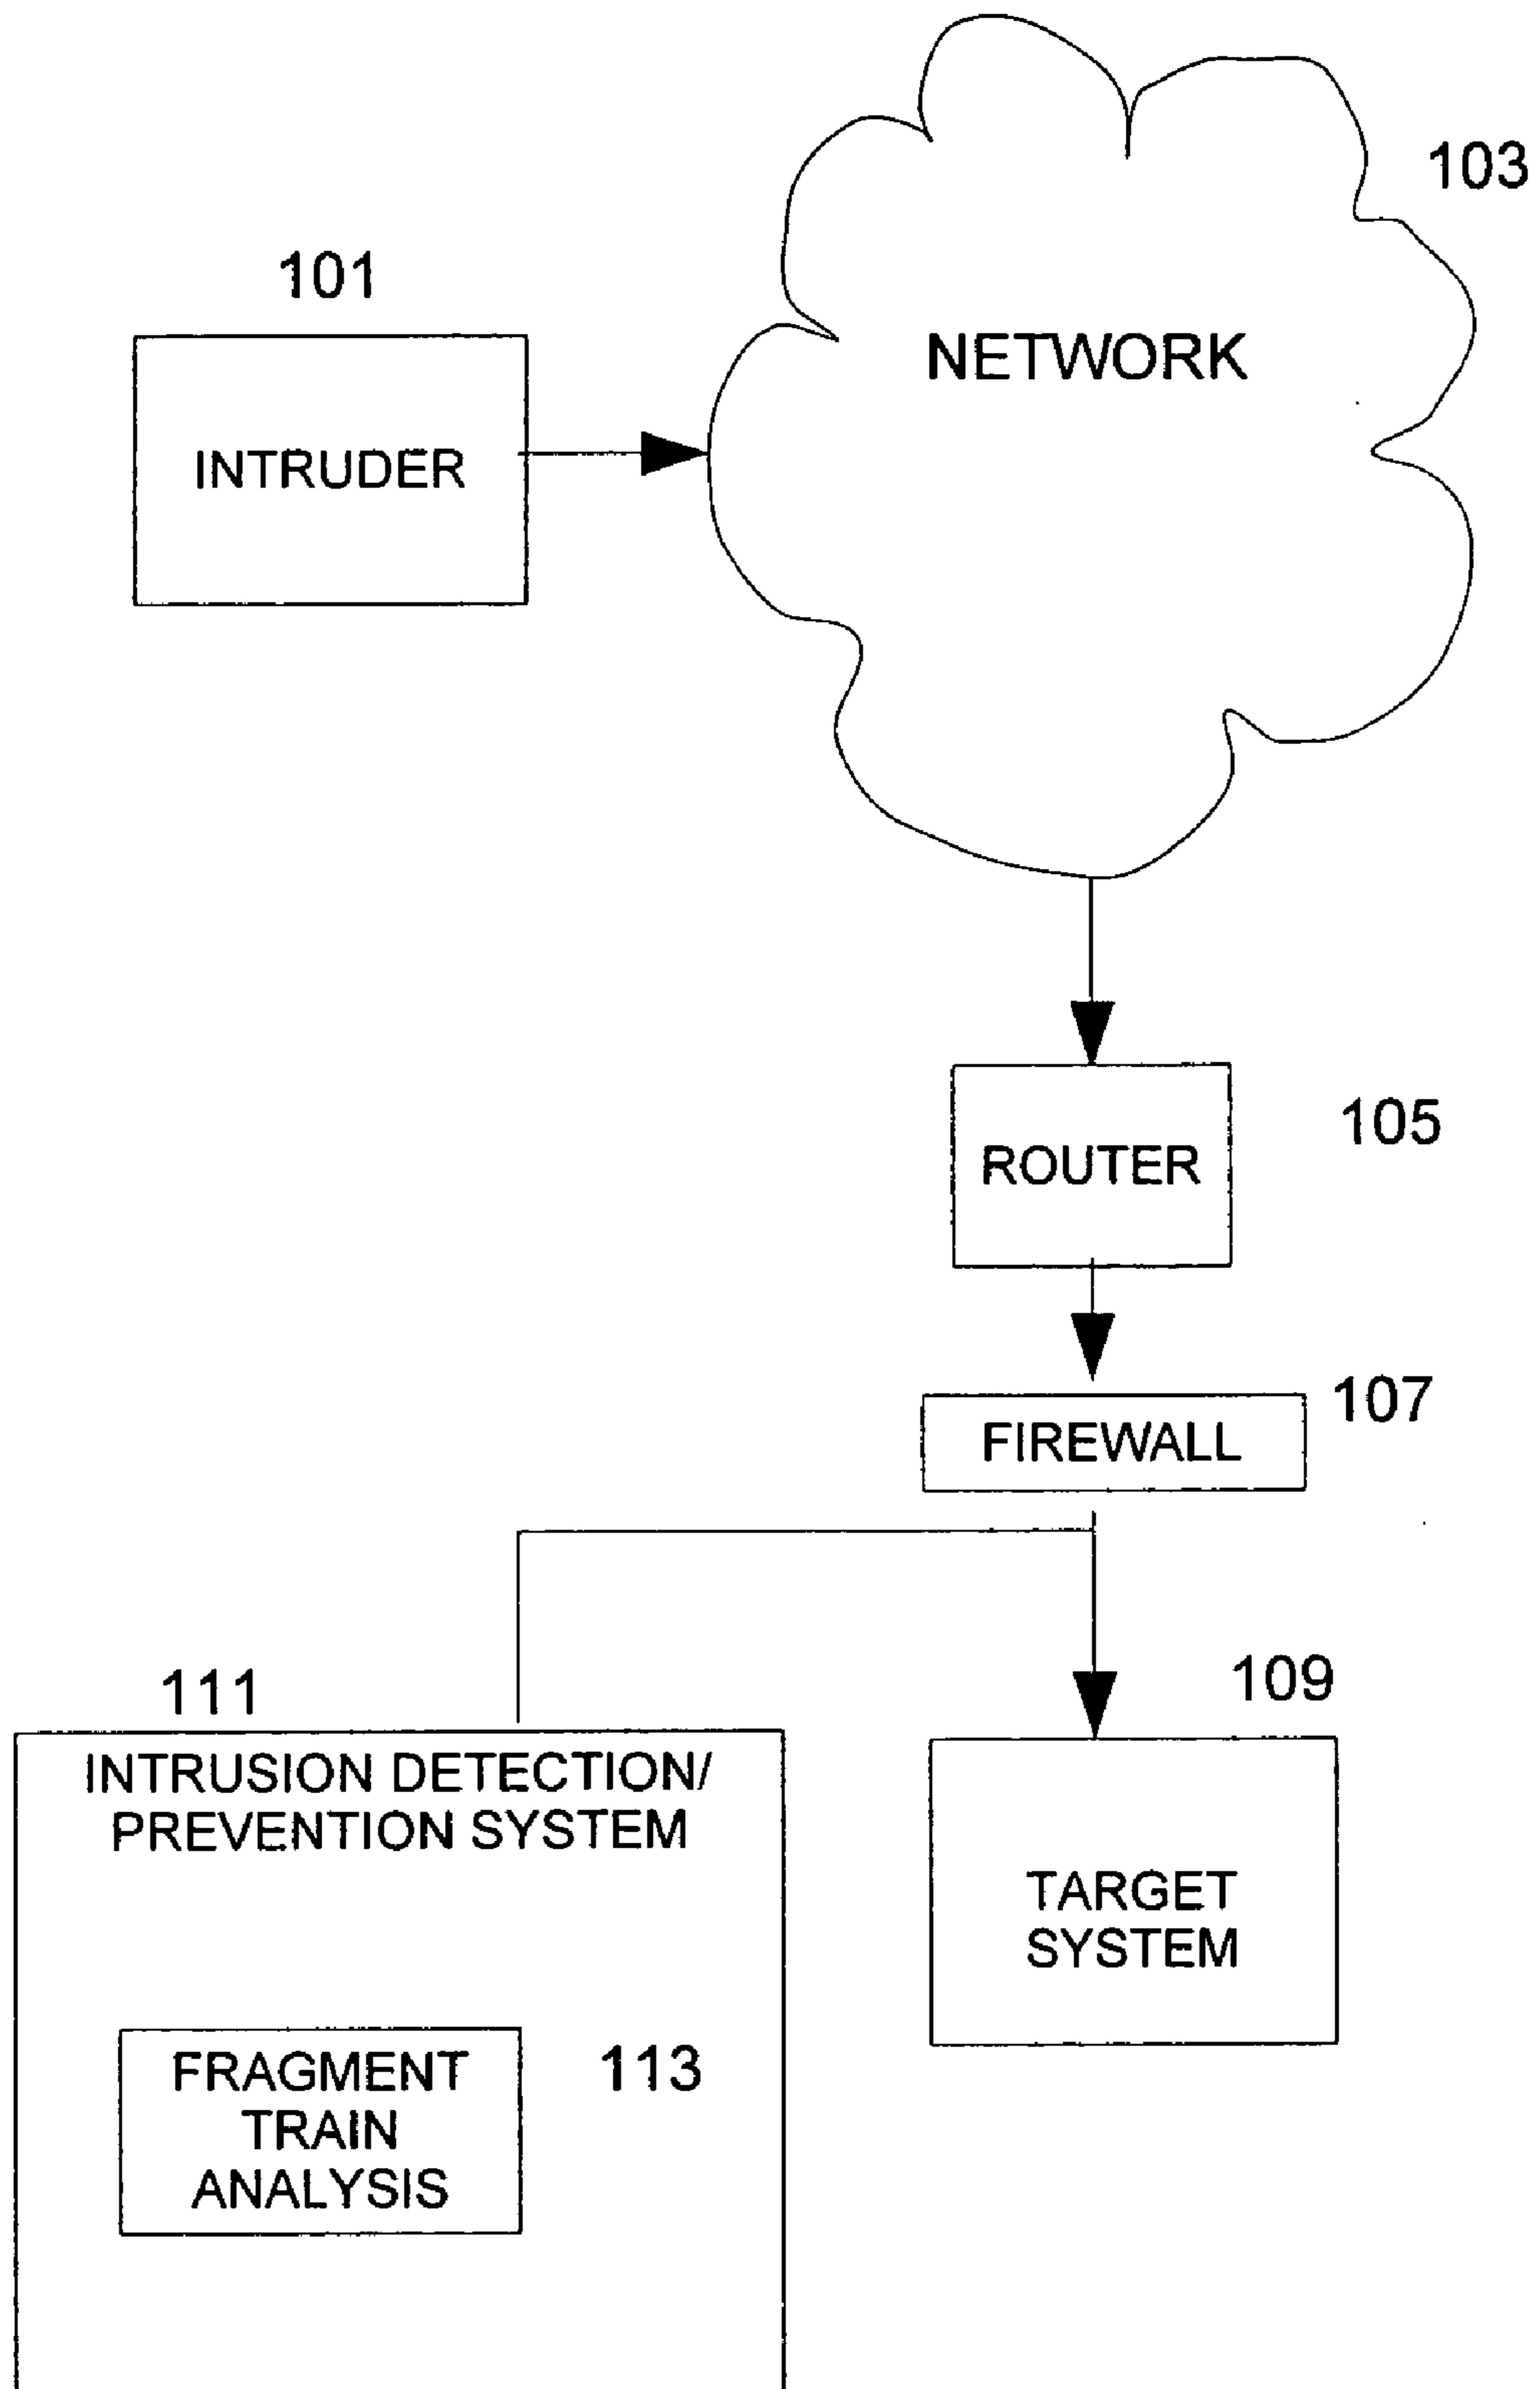 103
101
NETWORK
INTRUDER
105
ROUTER
107
FIREWALL
109
111
INTRUSION DETECTION/
PREVENTION SYSTEM
TARGET
SYSTEM
113
FRAGMENT
TRAIN
ANALYSIS